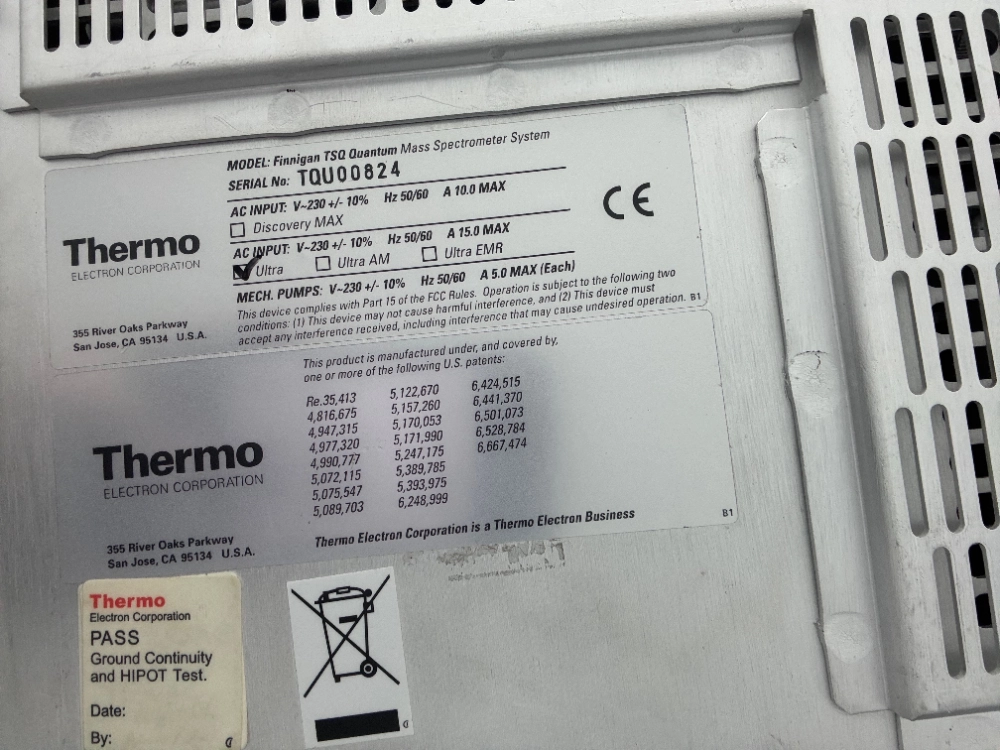 MODEL: Finnigan TSQ Quantum Mass Spectrometer System
SERIAL No: TQU00824
AC INPUT: V~230 +/- 10% Hz 50/60 A 10.0 MAX
Discovery MAX
AC INPUT: V~230 +/- 10% Hz 50/60 A 15.0 MAX
Ultra Ultra AM Ultra EMR
MECH. PUMPS: V~230 +/- 10% Hz 50/60 A 5.0 MAX (Each)
This device complies with Part 15 of the FCC Rules. Operation is subject to the following two
conditions: (1) This device may not cause harmful interference, and (2) This device must
accept any interference received, including interference that may cause undesired operation. B1
CE
Thermo
ELECTRON CORPORATION
355 River Oaks Parkway
San Jose, CA 95134 U.S.A.
This product is manufactured under, and covered by,
one or more of the following U.S. patents:
Re.35,413 5,122,670 6,424,515
4,816,675 5,157,260 6,441,370
4,947,315 5,170,053 6,501,073
4,977,320 5,171,990 6,528,784
4,990,777 5,247,175 6,667,474
5,072,115 5,389,785
5,075,547 5,393,975
5,089,703 6,248,999
Thermo
ELECTRON CORPORATION
355 River Oaks Parkway
San Jose, CA 95134 U.S.A.
Thermo Electron Corporation is a Thermo Electron Business
B1
Thermo
Electron Corporation
PASS
Ground Continuity
and HIPOT Test.
Date:
By: